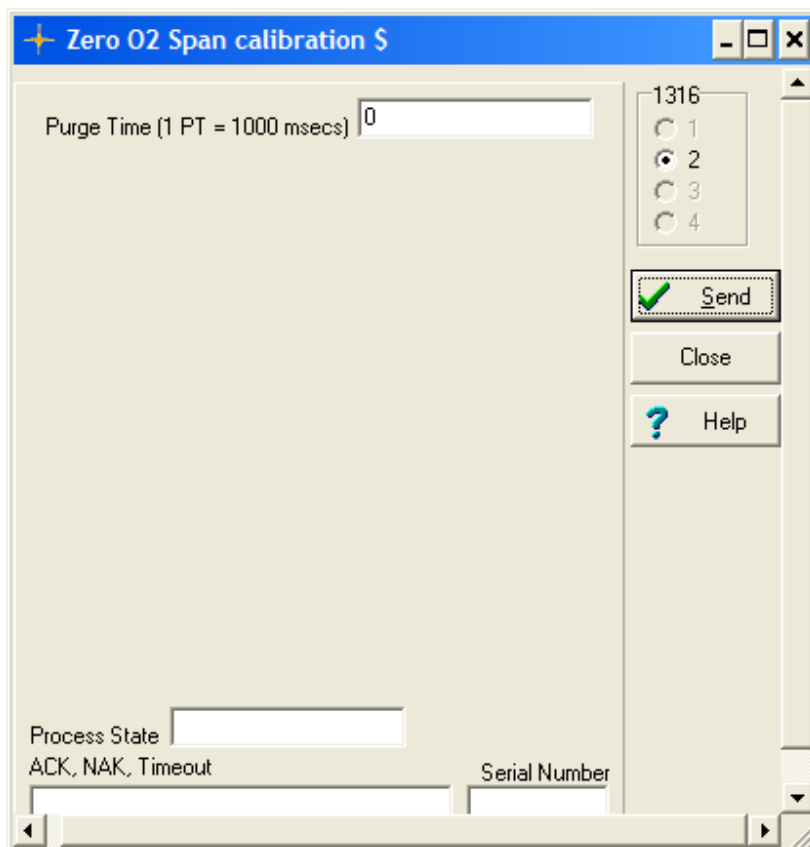 Zero O2 Span calibration $
Purge Time (1 PT = 1000 msecs) 0
1316
1
2
3
4
Send
Close
? Help
Process State
ACK, NAK, Timeout
Serial Number